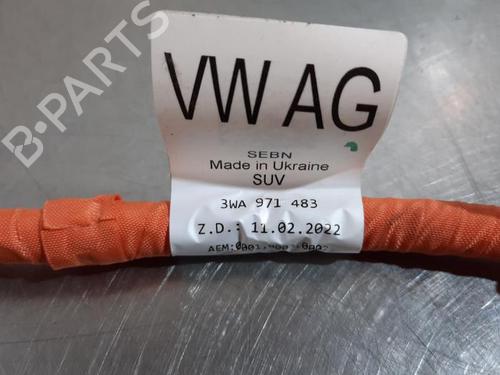 VW AG
SEBN
Made in Ukraine
SUV
3WA 971 483
Z.D.: 11.02.2022
B-PARTS